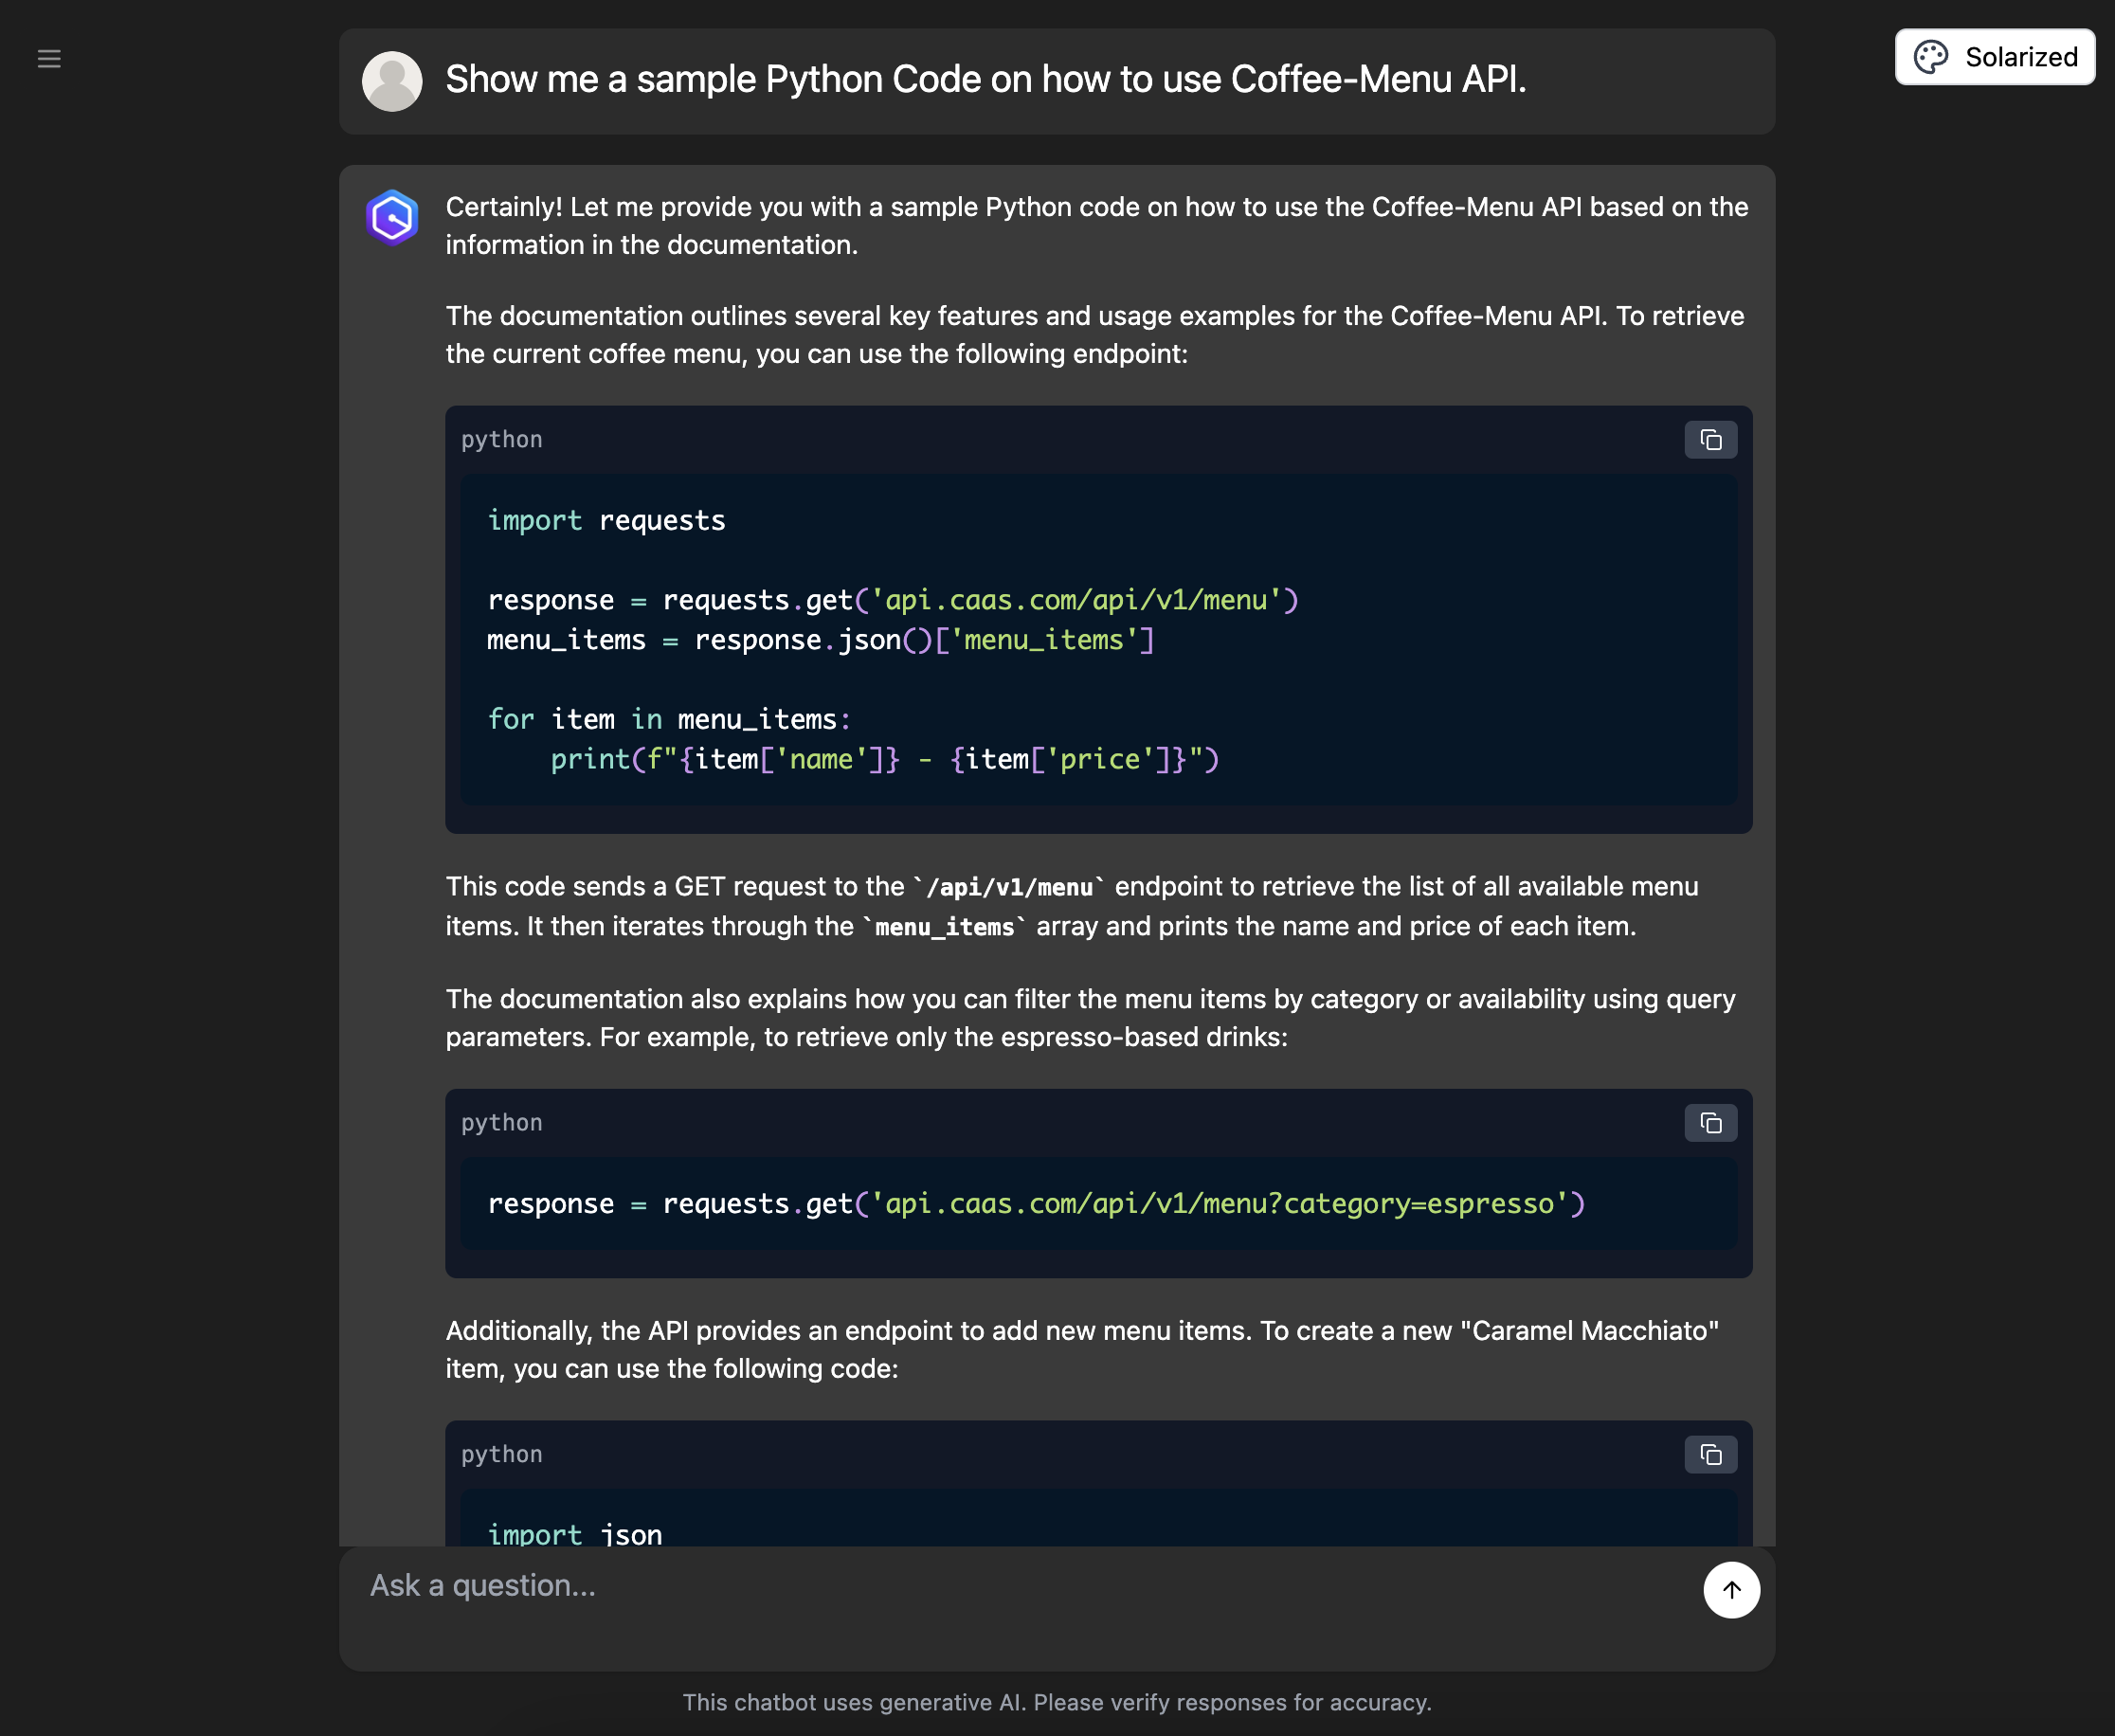 Solarized
Show me a sample Python Code on how to use Coffee-Menu API.
Certainly! Let me provide you with a sample Python code on how to use the Coffee-Menu API based on the
information in the documentation.
The documentation outlines several key features and usage examples for the Coffee-Menu API. To retrieve
the current coffee menu, you can use the following endpoint:
python
import requests
response = requests.get('api.caas.com/api/v1/menu')
menu_items = response.json()['menu_items']
for item in menu_items:
    print(f"{item['name']} - {item['price']}")
This code sends a GET request to the `/api/v1/menu` endpoint to retrieve the list of all available menu
items. It then iterates through the `menu_items` array and prints the name and price of each item.
The documentation also explains how you can filter the menu items by category or availability using query
parameters. For example, to retrieve only the espresso-based drinks:
python
response = requests.get('api.caas.com/api/v1/menu?category=espresso')
Additionally, the API provides an endpoint to add new menu items. To create a new "Caramel Macchiato"
item, you can use the following code:
python
import json
Ask a question...
This chatbot uses generative AI. Please verify responses for accuracy.